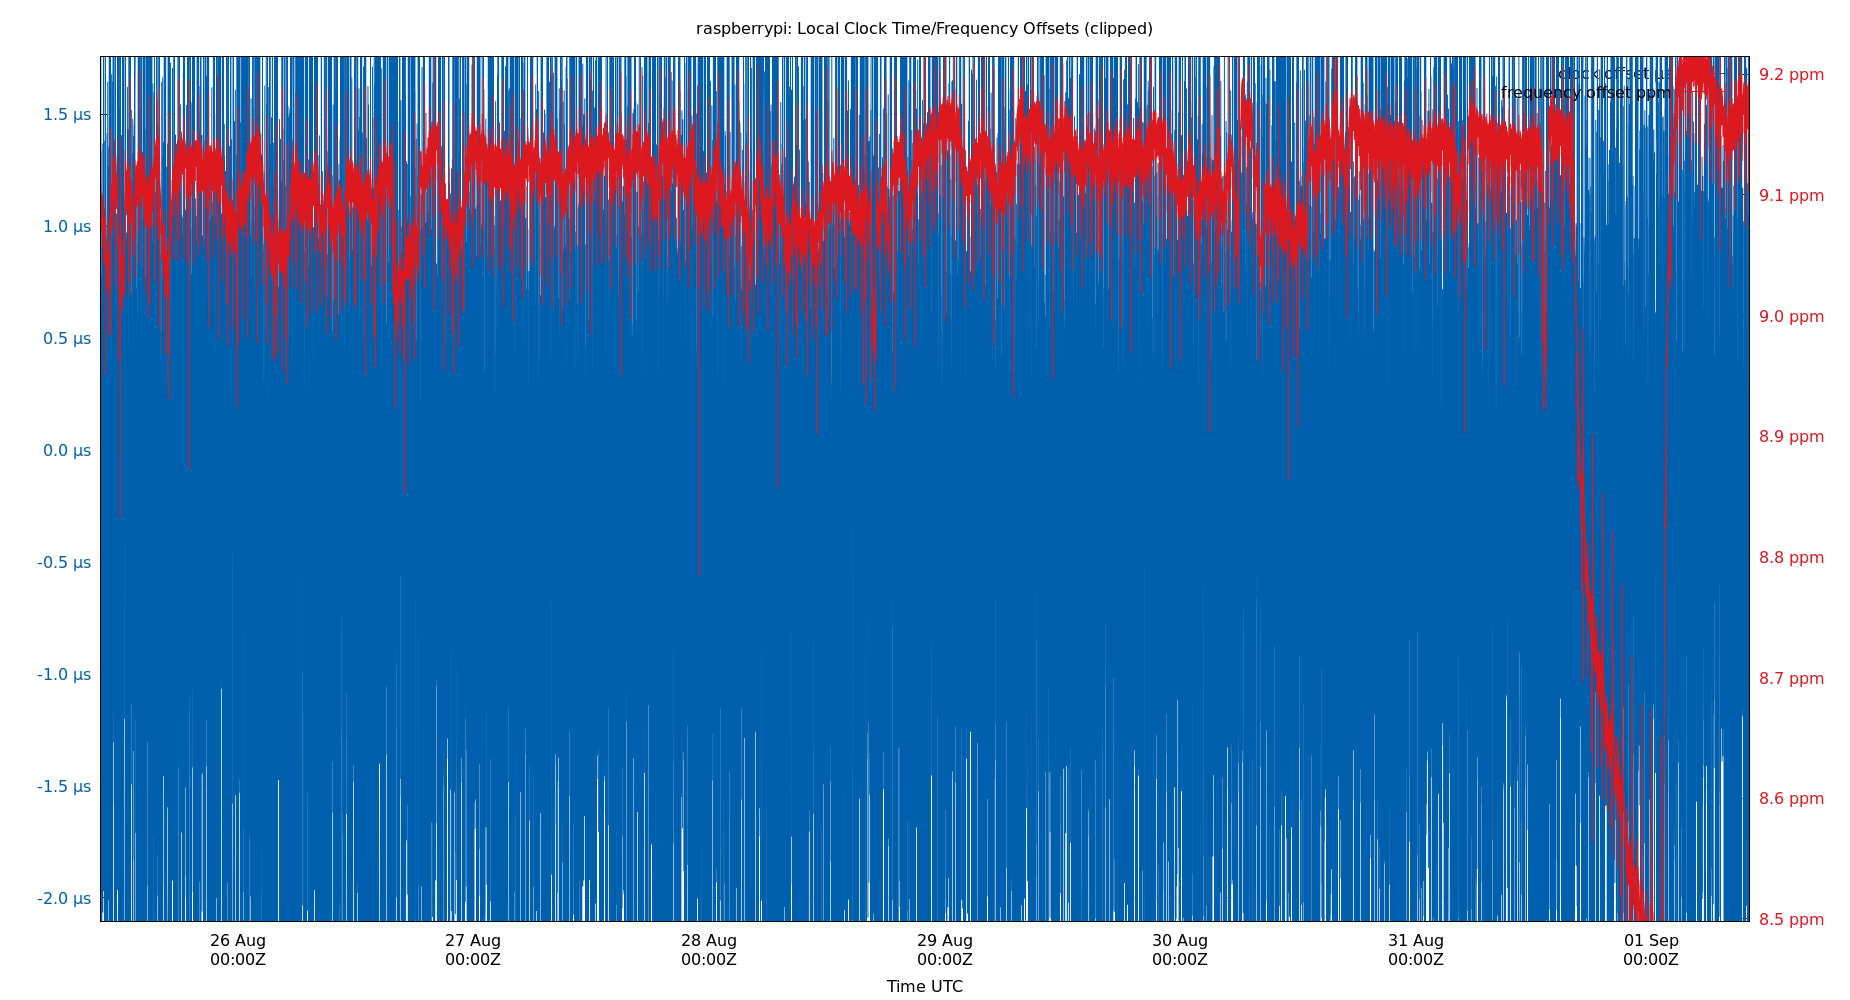 raspberrypi: Local Clock Time/Frequency Offsets (clipped)
clock offset µs
frequency offset ppm
1.5 µs
1.0 µs
0.5 µs
0.0 µs
-0.5 µs
-1.0 µs
-1.5 µs
-2.0 µs
9.2 ppm
9.1 ppm
9.0 ppm
8.9 ppm
8.8 ppm
8.7 ppm
8.6 ppm
8.5 ppm
26 Aug
00:00Z
27 Aug
00:00Z
28 Aug
00:00Z
29 Aug
00:00Z
30 Aug
00:00Z
31 Aug
00:00Z
01 Sep
00:00Z
Time UTC